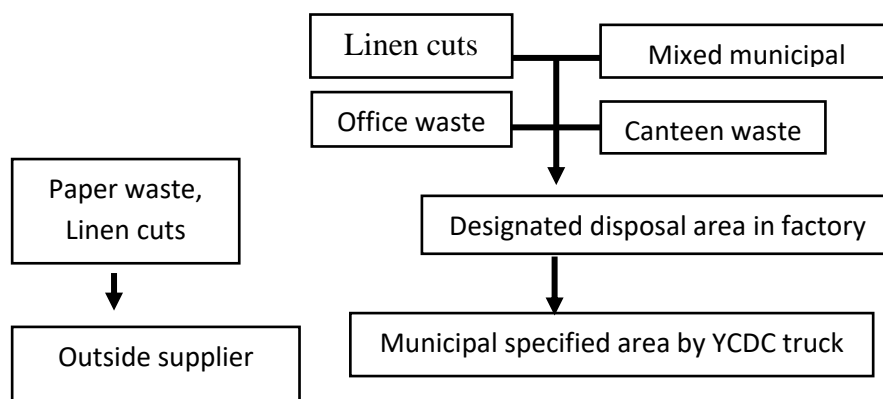 Linen cuts
Mixed municipal
Office waste
Canteen waste
Paper waste,
Linen cuts
Designated disposal area in factory
Outside supplier
Municipal specified area by YCDC truck